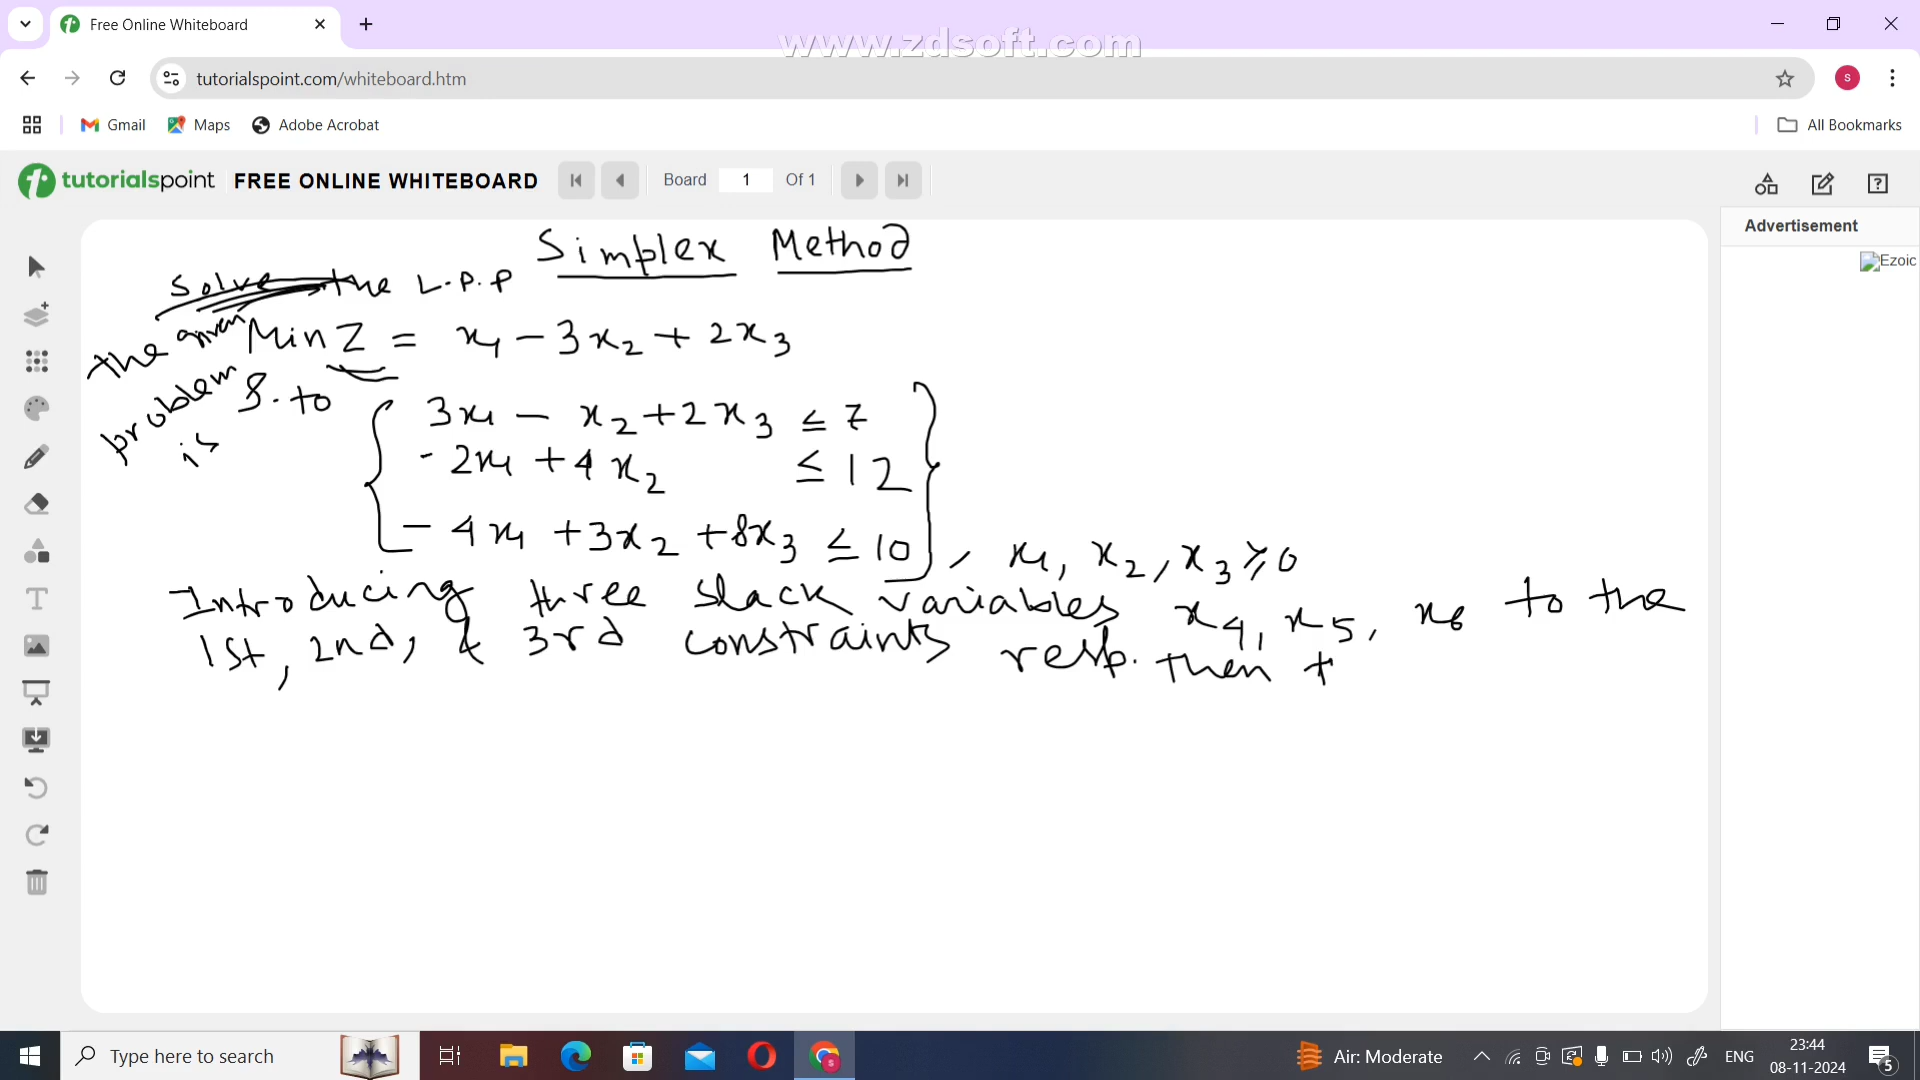 Free Online Whiteboard
www.zdsoft.com
tutorialspoint.com/whiteboard.htm
S
Gmail Maps Adobe Acrobat All Bookmarks
tutorialspoint FREE ONLINE WHITEBOARD Board 1 Of 1
Advertisement
Ezoic
Simplex Method
Solve the L.P.P
the given Min Z = x1 - 3x2 + 2x3
problem is
S. to
3x1 - x2 + 2x3 ≤ 7
- 2x1 + 4x2 ≤ 12
- 4x1 + 3x2 + 8x3 ≤ 10, x1, x2, x3 ≥ 0
Introducing three slack variables x4, x5, x6 to the
1st, 2nd, & 3rd constraints resp. then t
Type here to search
Air: Moderate
ENG
23:44
08-11-2024
5